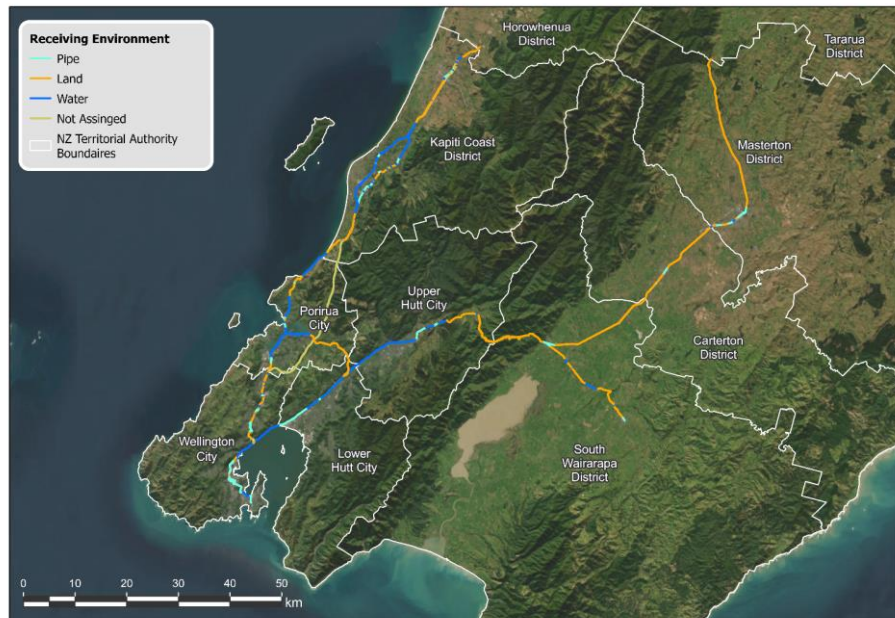 Receiving Environment
Pipe
Land
Water
Not Assinged
NZ Territorial Authority
Boundaires
Horowhenua
District
Tararua
District
Kapiti Coast
District
Masterton
District
Upper
Hutt City
Porirua
City
Carterton
District
Wellington
City
Lower
Hutt City
South
Wairarapa
District
0 10 20 30 40 50
km